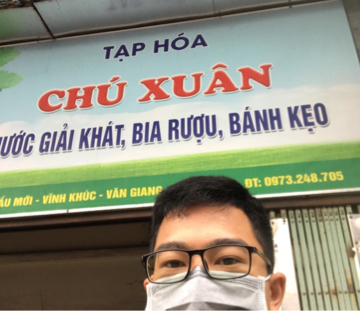 TẠP HÓA
CHÚ XUÂN
ƯỚC GIẢI KHÁT, BIA RƯỢU, BÁNH KẸO
ẦU MỚI - VĨNH KHÚC - VĂN GIANG
ĐT: 0973.248.705